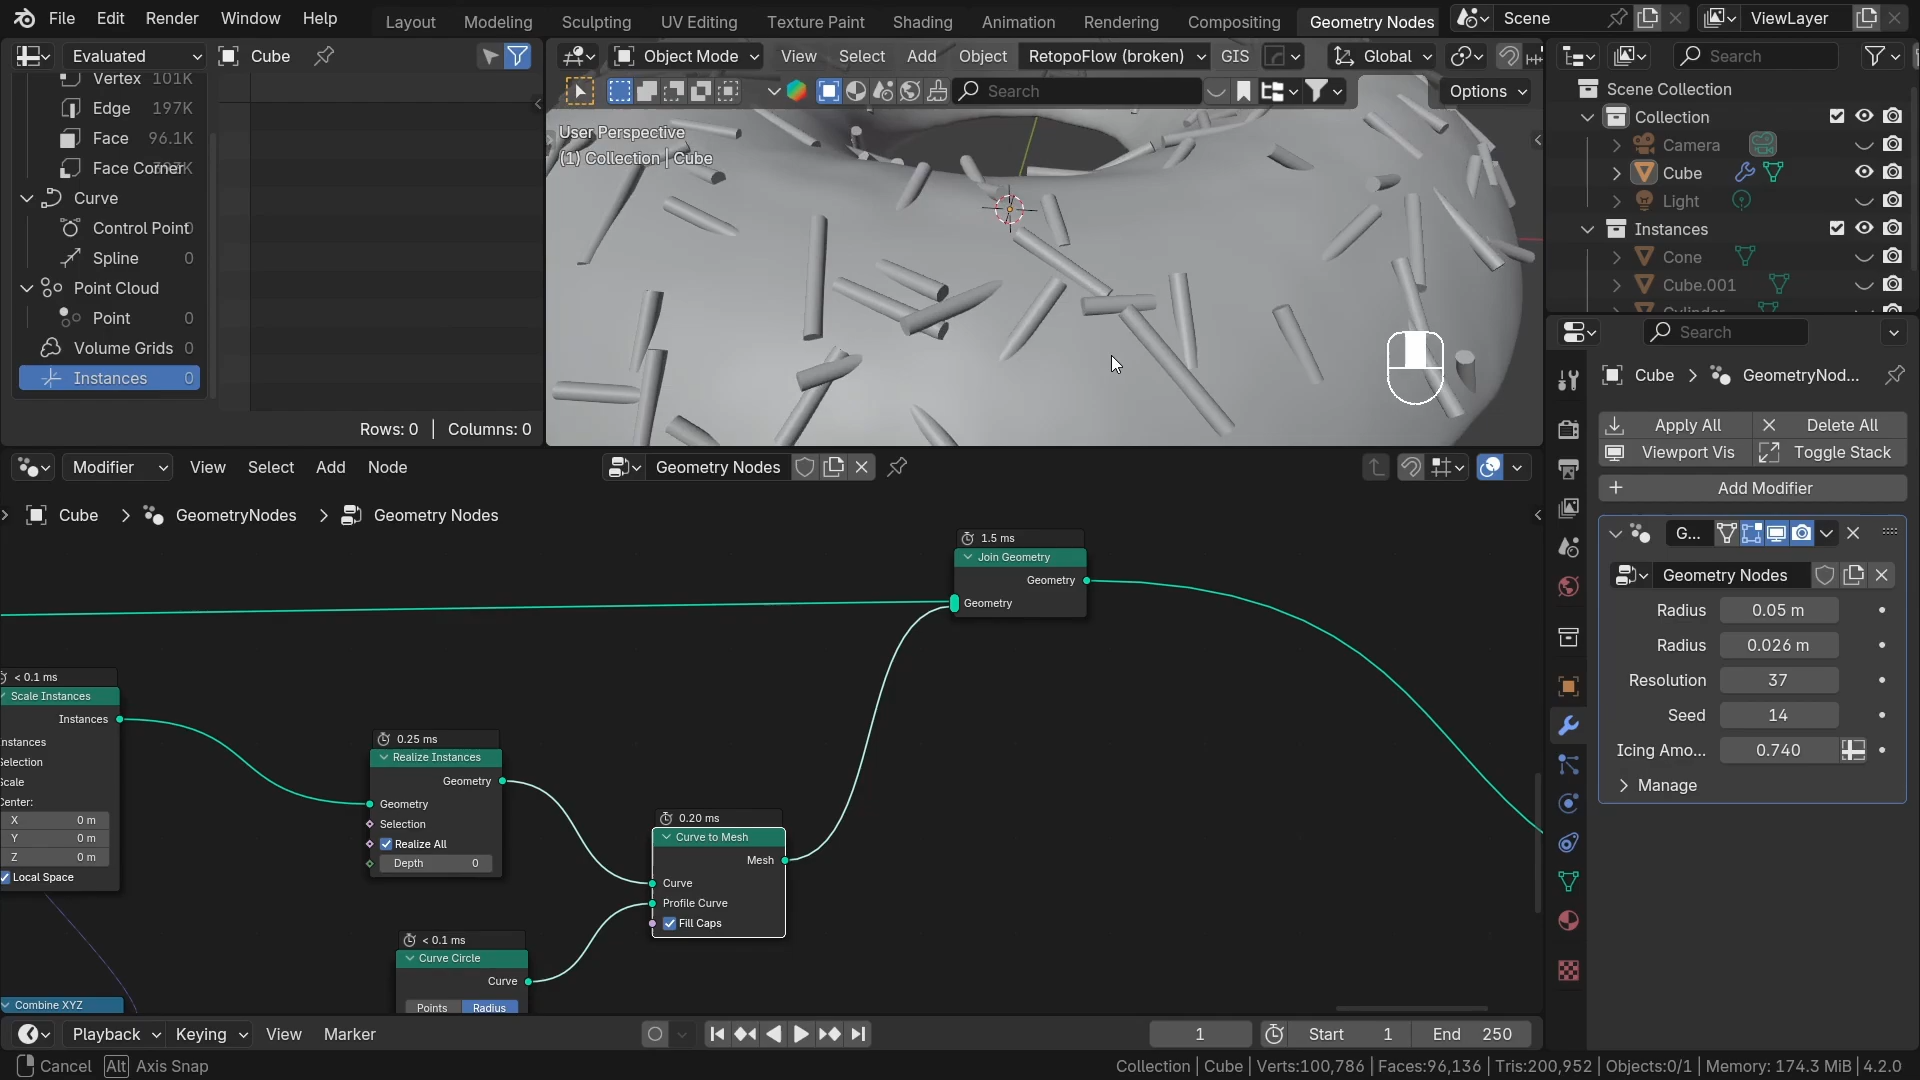 File Edit Render Window Help
Layout Modeling Sculpting UV Editing Texture Paint Shading Animation Rendering Compositing Geometry Nodes
Scene
ViewLayer
Evaluated
Cube
Vertex 101K
Edge 197K
Face 96.1K
Face Corner
Curve
Control Point
Spline 0
Point Cloud
Point 0
Volume Grids 0
Instances 0
Rows: 0 | Columns: 0
Object Mode View Select Add Object RetopoFlow (broken) GIS Global
Search
Options
User Perspective
(1) Collection | Cube
Search
Scene Collection
Collection
Camera
Cube
Light
Instances
Cone
Cube.001
Cylinder
Search
Cube > GeometryNod...
Apply All Delete All
Viewport Vis Toggle Stack
Add Modifier
G...
Geometry Nodes
Radius 0.05 m
Radius 0.026 m
Resolution 37
Seed 14
Icing Amo... 0.740
Manage
Modifier View Select Add Node
Geometry Nodes
Cube > GeometryNodes > Geometry Nodes
1.5 ms
Join Geometry
Geometry
Geometry
< 0.1 ms
Scale Instances
Instances
nstances
Selection
Scale
Center:
X 0 m
Y 0 m
Z 0 m
Local Space
0.25 ms
Realize Instances
Geometry
Geometry
Selection
Realize All
Depth 0
0.20 ms
Curve to Mesh
Mesh
Curve
Profile Curve
Fill Caps
< 0.1 ms
Curve Circle
Curve
Points Radius
Combine XYZ
Playback Keying View Marker
1
Start 1
End 250
Cancel Alt Axis Snap
Collection | Cube | Verts:100,786 | Faces:96,136 | Tris:200,952 | Objects:0/1 | Memory: 174.3 MiB | 4.2.0